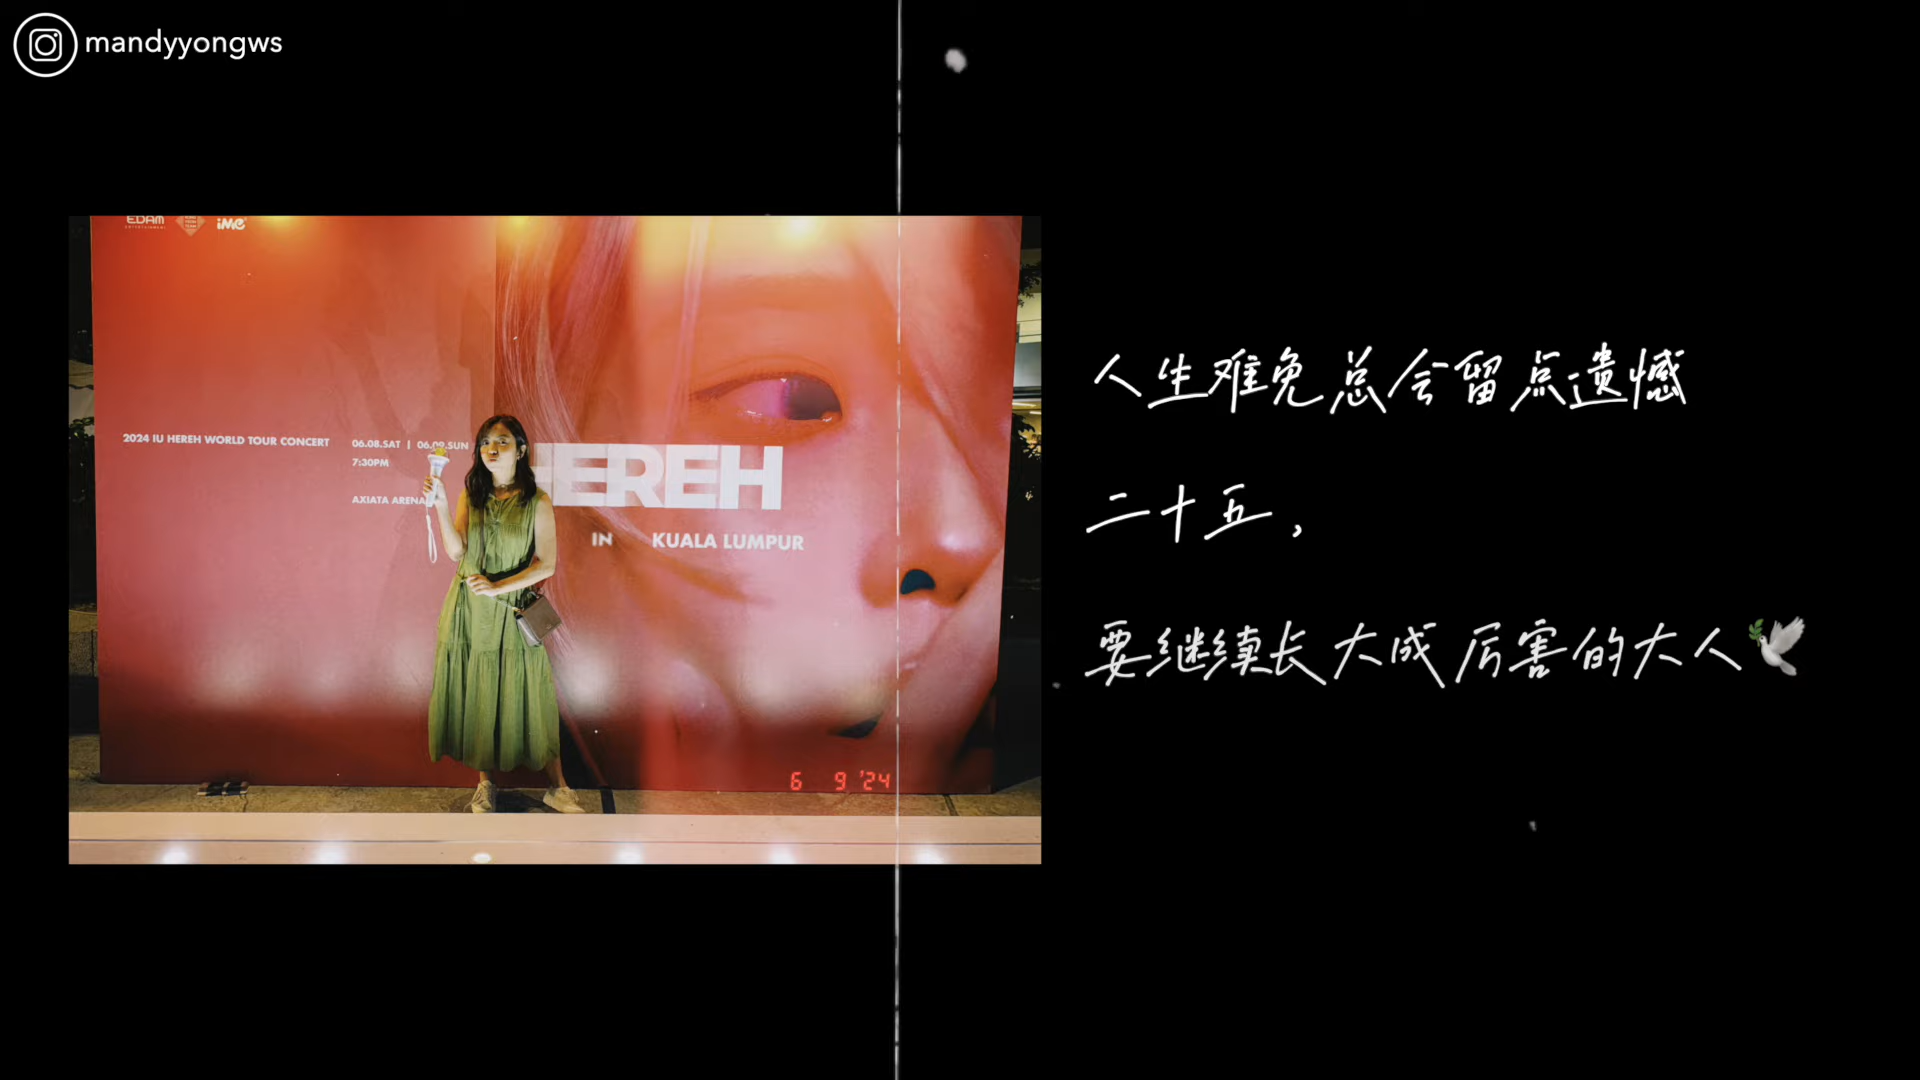 mandyyongws
EDAM
ENTERTAINMENT
iMe
2024 IU HEREH WORLD TOUR CONCERT
06.08.SAT | 06.09.SUN
7:30PM
AXIATA ARENA
HEREH
IN KUALA LUMPUR
6 9 '24
人生难免总会留点遗憾
二十五，
要继续长大成厉害的大人🕊️